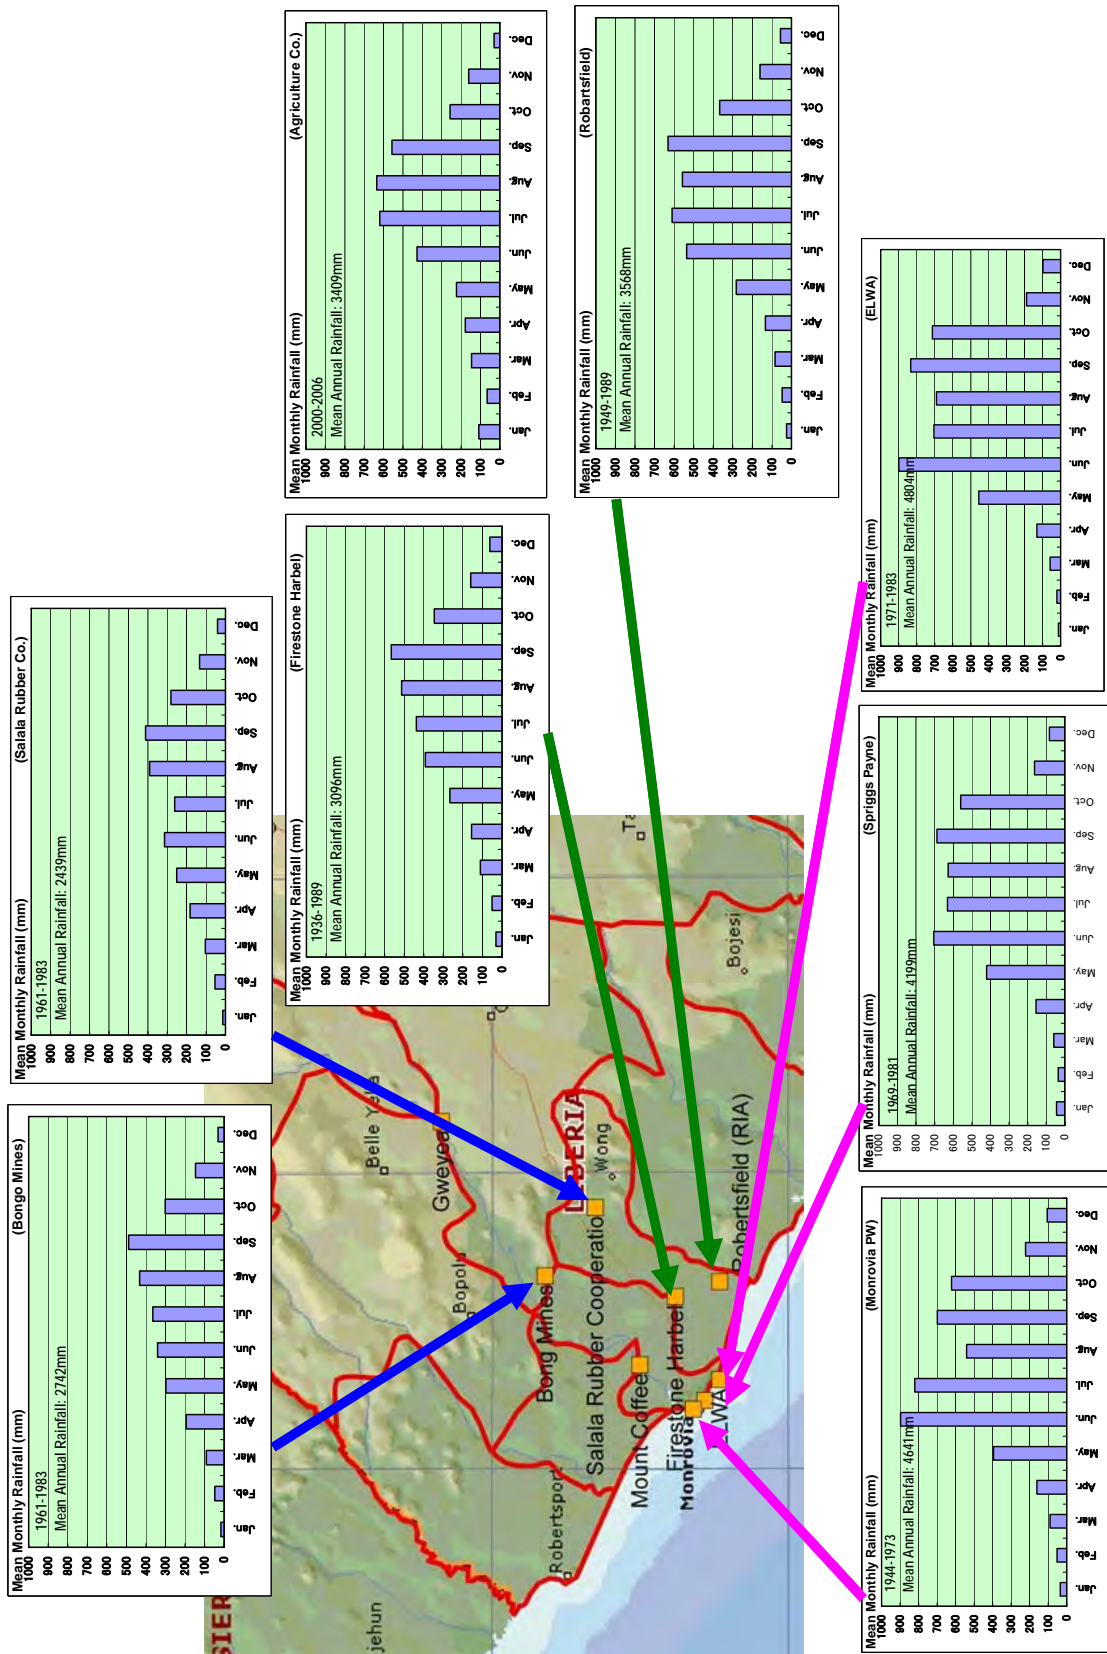 Mean Monthly Rainfall (mm) (Bongo Mines)
1000
900
800
700
600
500
400
300
200
100
0
1961-1983
Mean Annual Rainfall: 2742mm
Jan. Feb. Mar. Apr. May. Jun. Jul. Aug. Sep. Oct. Nov. Dec.
Mean Monthly Rainfall (mm) (Salala Rubber Co.)
1000
900
800
700
600
500
400
300
200
100
0
1961-1983
Mean Annual Rainfall: 2439mm
Jan. Feb. Mar. Apr. May. Jun. Jul. Aug. Sep. Oct. Nov. Dec.
Mean Monthly Rainfall (mm) (Firestone Harbel)
1000
900
800
700
600
500
400
300
200
100
0
1936-1989
Mean Annual Rainfall: 3096mm
Jan. Feb. Mar. Apr. May. Jun. Jul. Aug. Sep. Oct. Nov. Dec.
Mean Monthly Rainfall (mm) (Agriculture Co.)
1000
900
800
700
600
500
400
300
200
100
0
2000-2006
Mean Annual Rainfall: 3409mm
Jan. Feb. Mar. Apr. May. Jun. Jul. Aug. Sep. Oct. Nov. Dec.
Mean Monthly Rainfall (mm) (Robartsfield)
1000
900
800
700
600
500
400
300
200
100
0
1949-1989
Mean Annual Rainfall: 3568mm
Jan. Feb. Mar. Apr. May. Jun. Jul. Aug. Sep. Oct. Nov. Dec.
SIER
jehun
Belle Yella
Gweyea
Bopolu
Bong Mines
LIBERIA
Wong
Salala Rubber Cooperatio
Robertsport
Mount Coffee
Firestone Harbel
Monrovia
ELWA
Robertsfield (RIA)
Bojesi
Ta
Mean Monthly Rainfall (mm) (Monrovia PW)
1000
900
800
700
600
500
400
300
200
100
0
1944-1973
Mean Annual Rainfall: 4641mm
Jan. Feb. Mar. Apr. May. Jun. Jul. Aug. Sep. Oct. Nov. Dec.
Mean Monthly Rainfall (mm) (Spriggs Payne)
1000
900
800
700
600
500
400
300
200
100
0
1969-1981
Mean Annual Rainfall: 4199mm
Jan. Feb. Mar. Apr. May. Jun. Jul. Aug. Sep. Oct. Nov. Dec.
Mean Monthly Rainfall (mm) (ELWA)
1000
900
800
700
600
500
400
300
200
100
0
1971-1983
Mean Annual Rainfall: 4804mm
Jan. Feb. Mar. Apr. May. Jun. Jul. Aug. Sep. Oct. Nov. Dec.